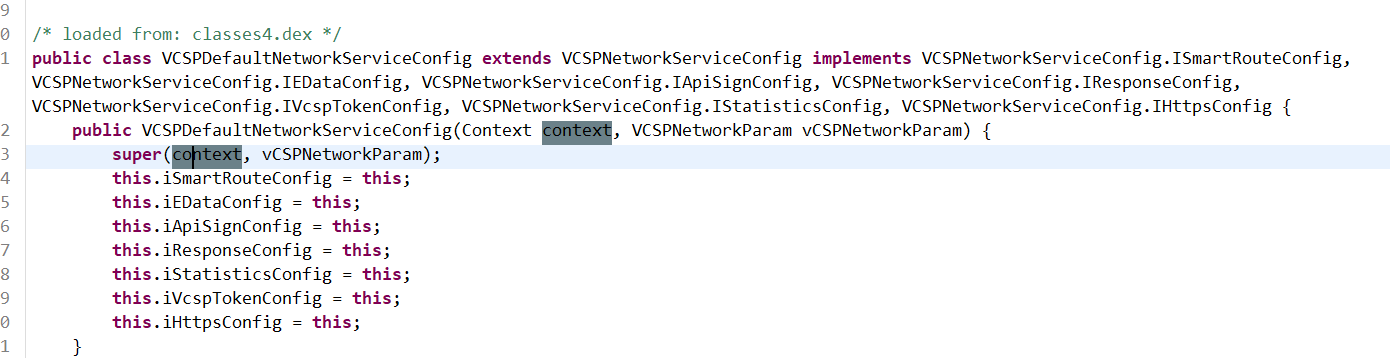 9
0 /* loaded from: classes4.dex */
1 public class VCSPDefaultNetworkServiceConfig extends VCSPNetworkServiceConfig implements VCSPNetworkServiceConfig.ISmartRouteConfig,
VCSPNetworkServiceConfig.IEDataConfig, VCSPNetworkServiceConfig.IApiSignConfig, VCSPNetworkServiceConfig.IResponseConfig,
VCSPNetworkServiceConfig.IVcspTokenConfig, VCSPNetworkServiceConfig.IStatisticsConfig, VCSPNetworkServiceConfig.IHttpsConfig {
2     public VCSPDefaultNetworkServiceConfig(Context context, VCSPNetworkParam vCSPNetworkParam) {
3         super(context, vCSPNetworkParam);
4         this.iSmartRouteConfig = this;
5         this.iEDataConfig = this;
6         this.iApiSignConfig = this;
7         this.iResponseConfig = this;
8         this.iStatisticsConfig = this;
9         this.iVcspTokenConfig = this;
0         this.iHttpsConfig = this;
1     }